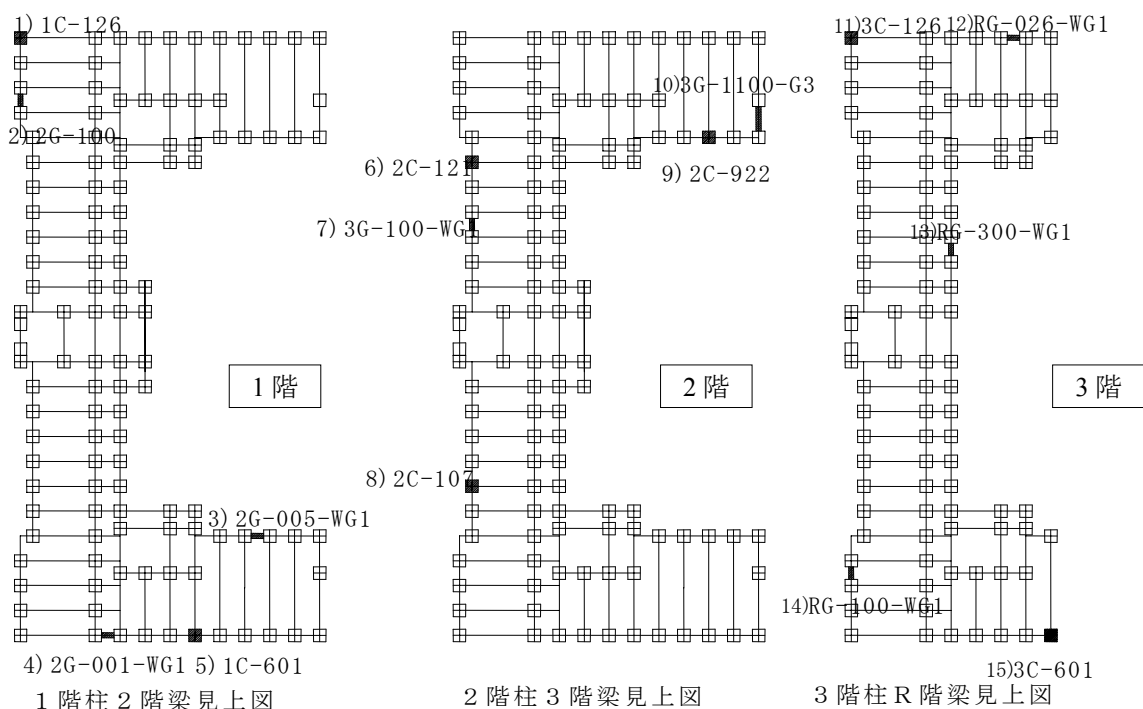 1) 1C-126
2) 2G-100
3) 2G-005-WG1
4) 2G-001-WG1
5) 1C-601
1 階
1 階柱 2 階梁見上図
6) 2C-121
7) 3G-100-WG1
8) 2C-107
9) 2C-922
10)3G-1100-G3
2 階
2 階柱 3 階梁見上図
11)3C-126
12)RG-026-WG1
13)RG-300-WG1
14)RG-100-WG1
15)3C-601
3 階
3 階柱 R 階梁見上図